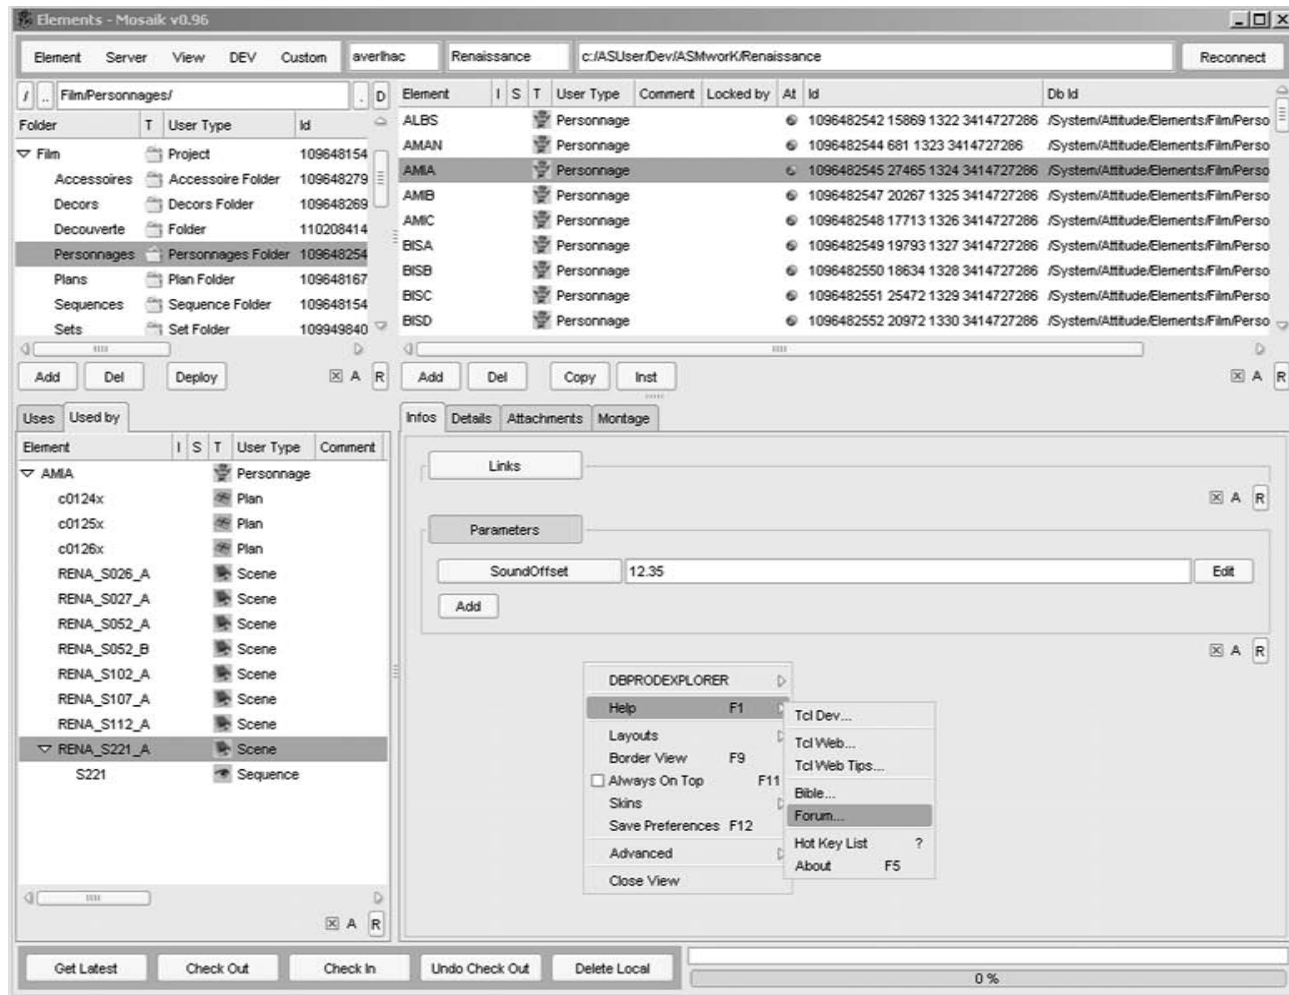 Elements - Mosaik v0.96
Element Server View DEV Custom averlhac Renaissance c:/ASUser/Dev/ASMworK/Renaissance Reconnect
/ .. Film/Personnages/ . D
Folder T User Type Id
Film Project 109648154
Accessoires Accessoire Folder 109648279
Decors Decors Folder 109648269
Decouverte Folder 110208414
Personnages Personnages Folder 109648254
Plans Plan Folder 109648167
Sequences Sequence Folder 109648154
Sets Set Folder 109949840
Add Del Deploy A R
Element I S T User Type Comment Locked by At Id Db Id
ALBS Personnage 1096482542 15869 1322 3414727286 /System/Attitude/Elements/Film/Perso
AMAN Personnage 1096482544 681 1323 3414727286 /System/Attitude/Elements/Film/Perso
AMIA Personnage 1096482545 27465 1324 3414727286 /System/Attitude/Elements/Film/Perso
AMIB Personnage 1096482547 20267 1325 3414727286 /System/Attitude/Elements/Film/Perso
AMIC Personnage 1096482548 17713 1326 3414727286 /System/Attitude/Elements/Film/Perso
BISA Personnage 1096482549 19793 1327 3414727286 /System/Attitude/Elements/Film/Perso
BISB Personnage 1096482550 18634 1328 3414727286 /System/Attitude/Elements/Film/Perso
BISC Personnage 1096482551 25472 1329 3414727286 /System/Attitude/Elements/Film/Perso
BISD Personnage 1096482552 20972 1330 3414727286 /System/Attitude/Elements/Film/Perso
Add Del Copy Inst A R
Uses Used by
Element I S T User Type Comment
AMIA Personnage
c0124x Plan
c0125x Plan
c0126x Plan
RENA_S026_A Scene
RENA_S027_A Scene
RENA_S052_A Scene
RENA_S052_B Scene
RENA_S102_A Scene
RENA_S107_A Scene
RENA_S112_A Scene
RENA_S221_A Scene
S221 Sequence
A R
Infos Details Attachments Montage
Links
A R
Parameters
SoundOffset 12.35 Edit
Add
A R
DBPRODEXPLORER
Help F1
Layouts
Border View F9
Always On Top F11
Skins
Save Preferences F12
Advanced
Close View
Tcl Dev...
Tcl Web...
Tcl Web Tips...
Bible...
Forum...
Hot Key List ?
About F5
Get Latest Check Out Check In Undo Check Out Delete Local
0 %